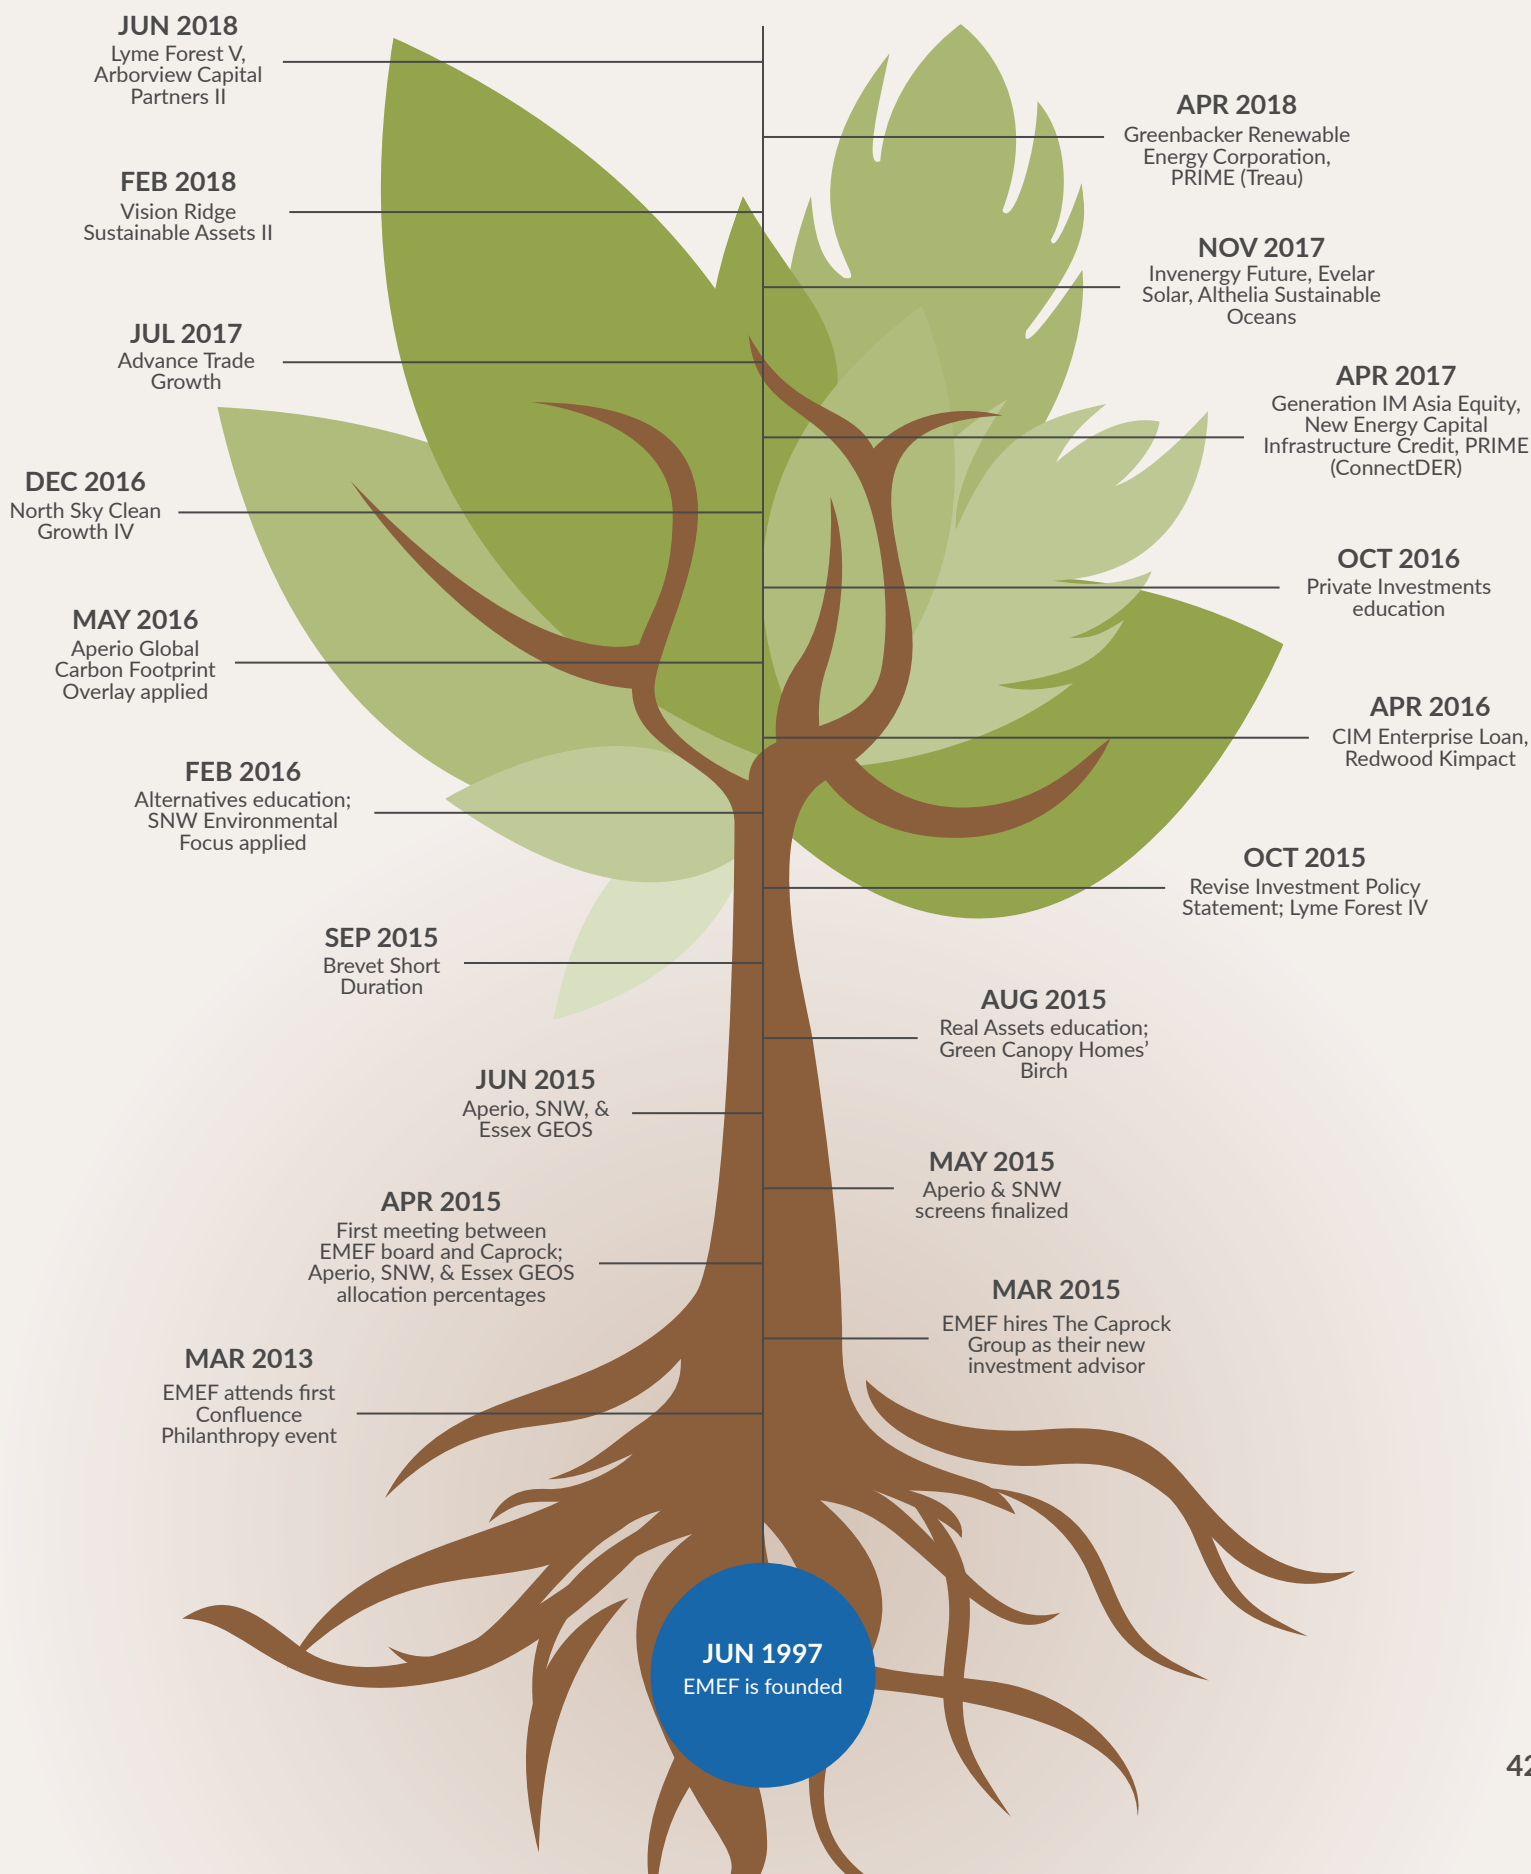 JUN 2018
Lyme Forest V,
Arborview Capital
Partners II
APR 2018
Greenbacker Renewable
Energy Corporation,
PRIME (Treau)
FEB 2018
Vision Ridge
Sustainable Assets II
NOV 2017
Invenergy Future, Evelar
Solar, Althelia Sustainable
Oceans
JUL 2017
Advance Trade
Growth
APR 2017
Generation IM Asia Equity,
New Energy Capital
Infrastructure Credit, PRIME
(ConnectDER)
DEC 2016
North Sky Clean
Growth IV
OCT 2016
Private Investments
education
MAY 2016
Aperio Global
Carbon Footprint
Overlay applied
APR 2016
CIM Enterprise Loan,
Redwood Kimpact
FEB 2016
Alternatives education;
SNW Environmental
Focus applied
OCT 2015
Revise Investment Policy
Statement; Lyme Forest IV
SEP 2015
Brevet Short
Duration
AUG 2015
Real Assets education;
Green Canopy Homes’
Birch
JUN 2015
Aperio, SNW, &
Essex GEOS
MAY 2015
Aperio & SNW
screens finalized
APR 2015
First meeting between
EMEF board and Caprock;
Aperio, SNW, & Essex GEOS
allocation percentages
MAR 2015
EMEF hires The Caprock
Group as their new
investment advisor
MAR 2013
EMEF attends first
Confluence
Philanthropy event
JUN 1997
EMEF is founded
42